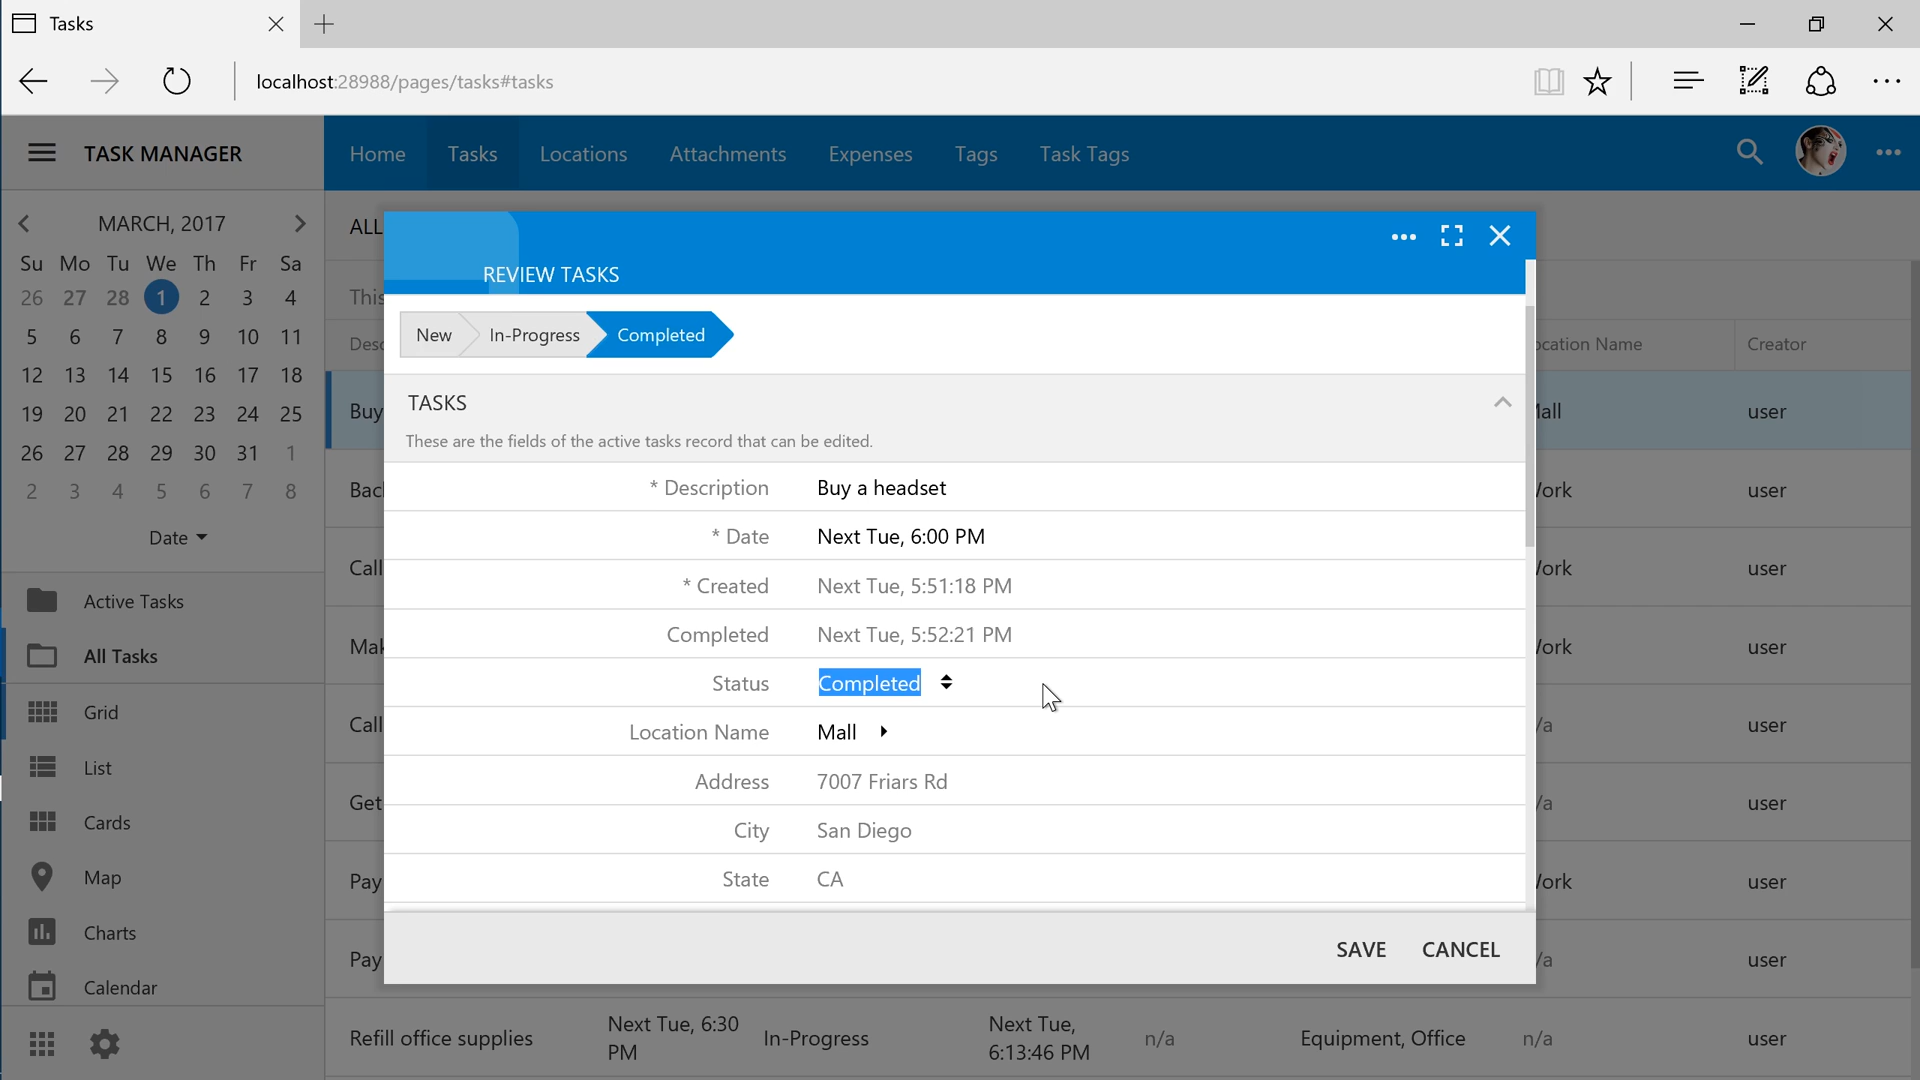 Tasks
localhost:28988/pages/tasks#tasks
TASK MANAGER
Home Tasks Locations Attachments Expenses Tags Task Tags
MARCH, 2017
Su Mo Tu We Th Fr Sa
26 27 28 1 2 3 4
5 6 7 8 9 10 11
12 13 14 15 16 17 18
19 20 21 22 23 24 25
26 27 28 29 30 31 1
2 3 4 5 6 7 8
Date
Active Tasks
All Tasks
Grid
List
Cards
Map
Charts
Calendar
ALL
This
REVIEW TASKS
New In-Progress Completed
TASKS
These are the fields of the active tasks record that can be edited.
* Description Buy a headset
* Date Next Tue, 6:00 PM
* Created Next Tue, 5:51:18 PM
Completed Next Tue, 5:52:21 PM
Status Completed
Location Name Mall
Address 7007 Friars Rd
City San Diego
State CA
SAVE CANCEL
Desc
ocation Name Creator
Buy
Mall user
Bac
Work user
Call
Work user
Mak
Work user
Call
/a user
Get
/a user
Pay
Work user
Pay
/a user
Refill office supplies Next Tue, 6:30 PM In-Progress Next Tue, 6:13:46 PM n/a Equipment, Office n/a user